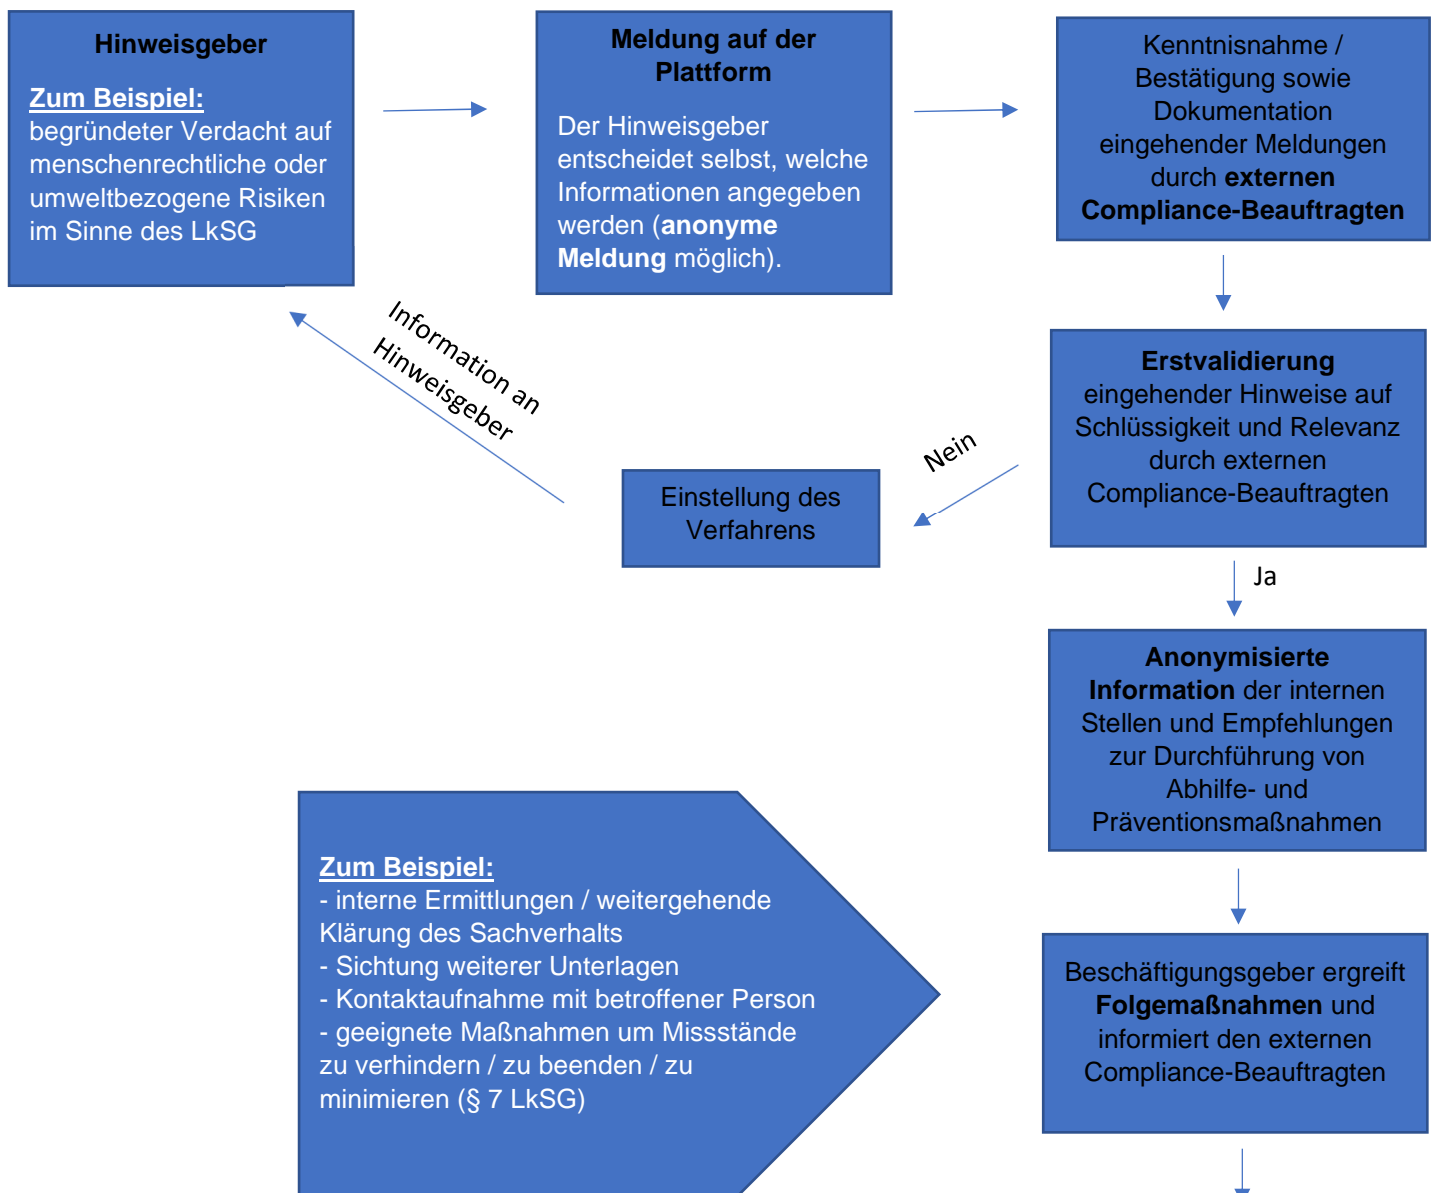 Hinweisgeber
Zum Beispiel:
begründeter Verdacht auf
menschenrechtliche oder
umweltbezogene Risiken
im Sinne des LkSG
Meldung auf der
Plattform
Der Hinweisgeber
entscheidet selbst, welche
Informationen angegeben
werden (anonyme
Meldung möglich).
Kenntnisnahme /
Bestätigung sowie
Dokumentation
eingehender Meldungen
durch externen
Compliance-Beauftragten
Erstvalidierung
eingehender Hinweise auf
Schlüssigkeit und Relevanz
durch externen
Compliance-Beauftragten
Nein
Einstellung des
Verfahrens
Information an
Hinweisgeber
Ja
Anonymisierte
Information der internen
Stellen und Empfehlungen
zur Durchführung von
Abhilfe- und
Präventionsmaßnahmen
Zum Beispiel:
- interne Ermittlungen / weitergehende
Klärung des Sachverhalts
- Sichtung weiterer Unterlagen
- Kontaktaufnahme mit betroffener Person
- geeignete Maßnahmen um Missstände
zu verhindern / zu beenden / zu
minimieren (§ 7 LkSG)
Beschäftigungsgeber ergreift
Folgemaßnahmen und
informiert den externen
Compliance-Beauftragten